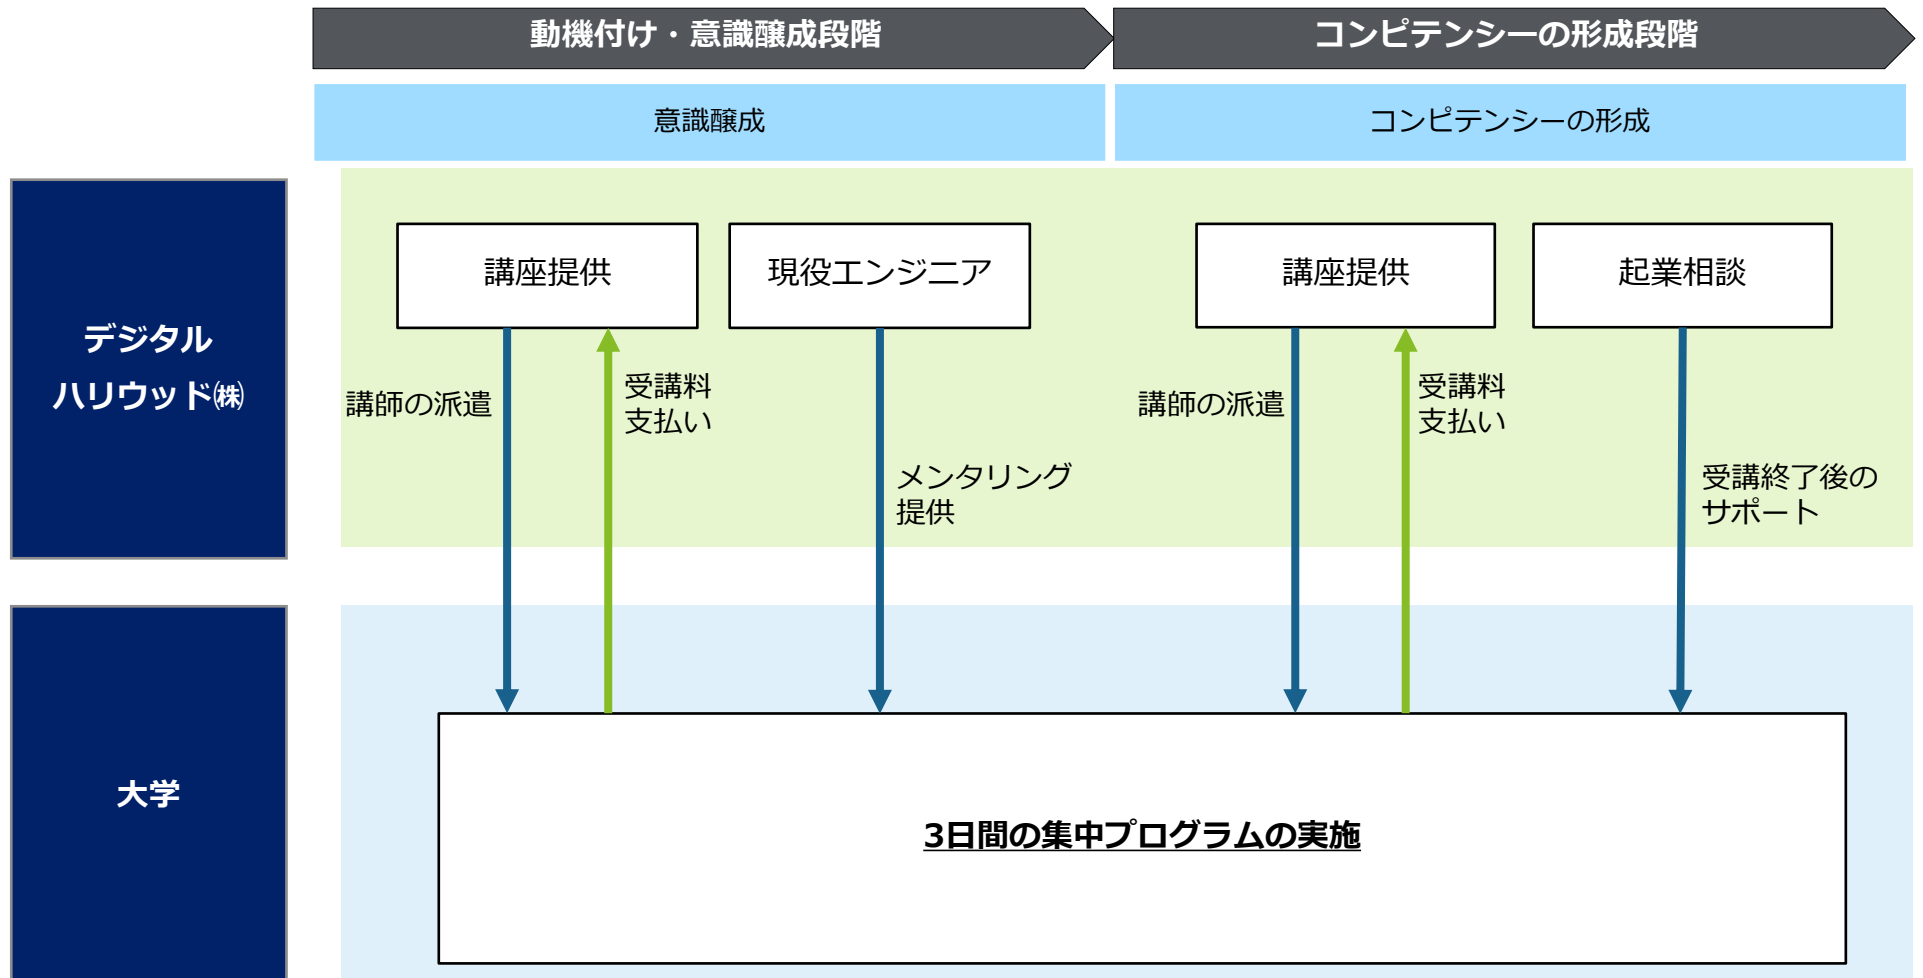 動機付け・意識醸成段階
コンピテンシーの形成段階
意識醸成
コンピテンシーの形成
デジタル
ハリウッド㈱
講座提供
現役エンジニア
講座提供
起業相談
講師の派遣
受講料
支払い
メンタリング
提供
講師の派遣
受講料
支払い
受講終了後の
サポート
大学
3日間の集中プログラムの実施